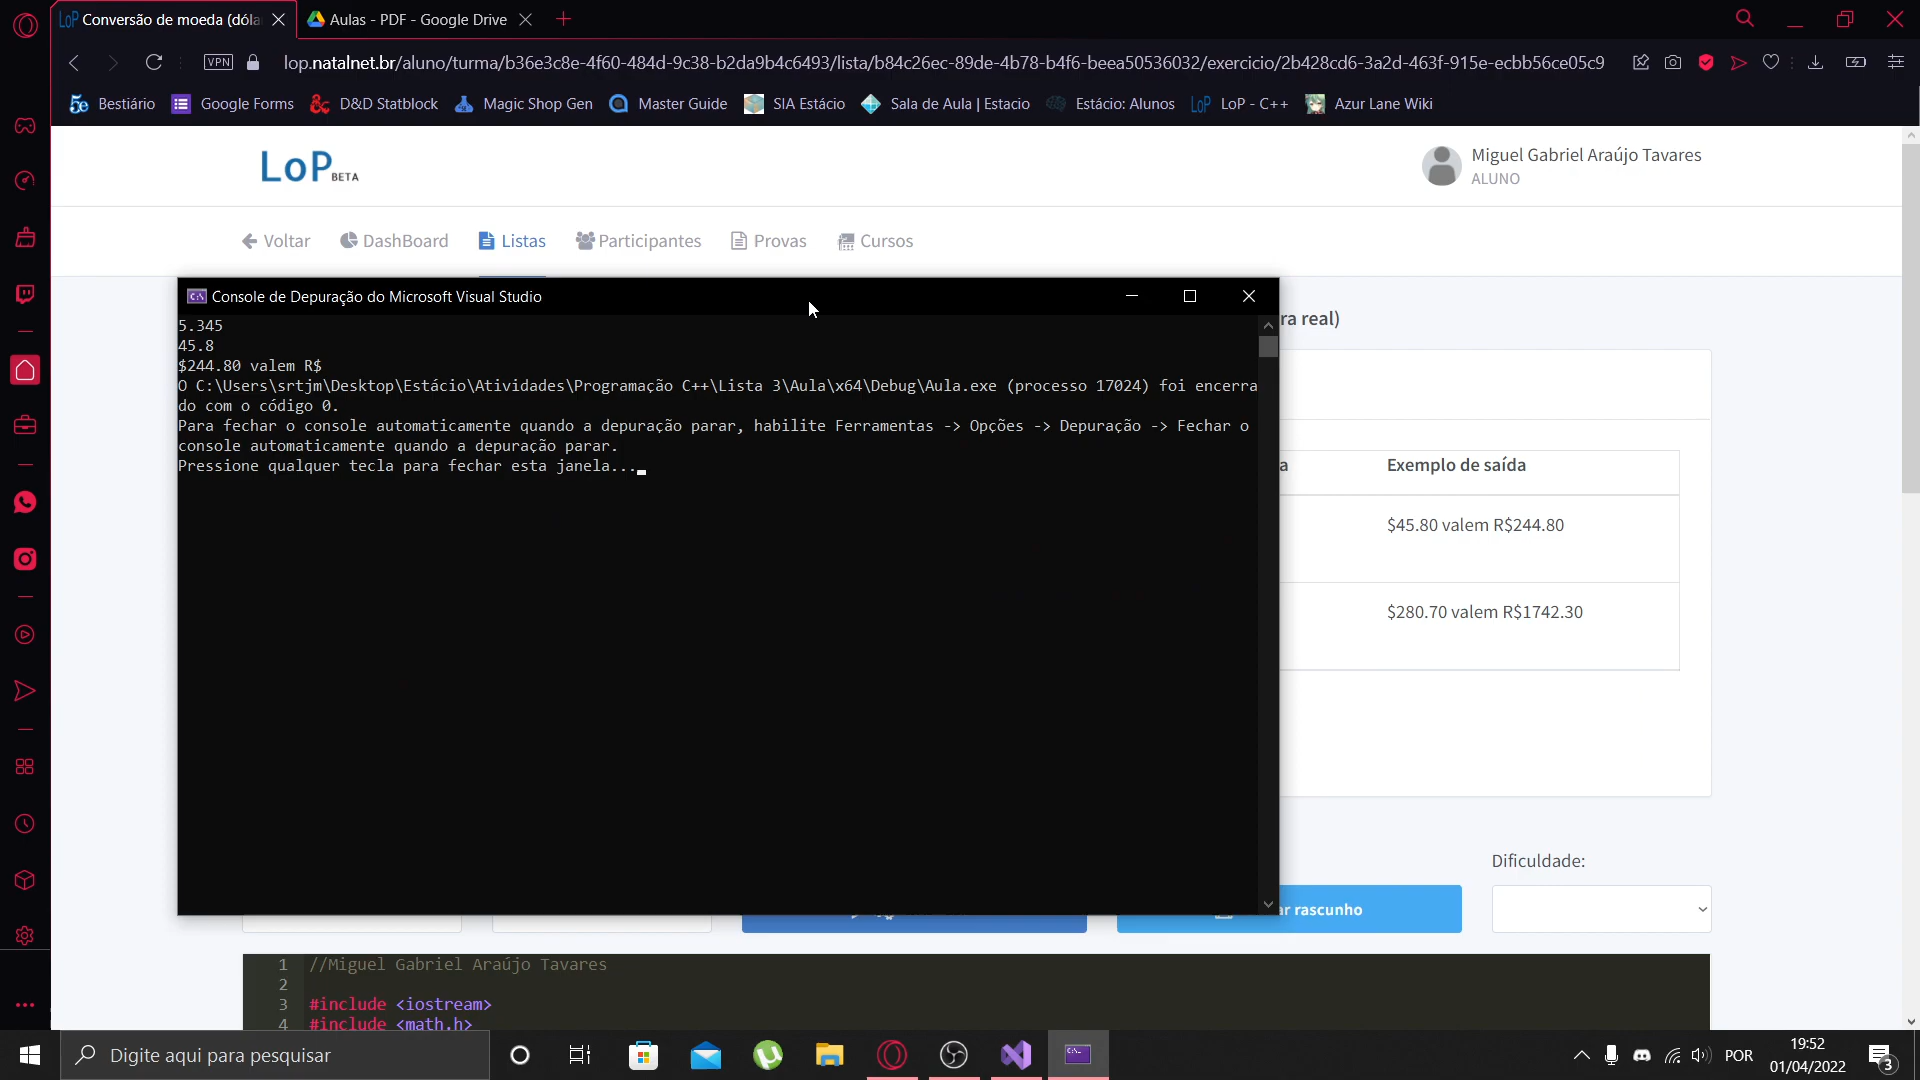 LoP Conversão de moeda (dóla
Aulas - PDF - Google Drive
VPN
lop.natalnet.br/aluno/turma/b36e3c8e-4f60-484d-9c38-b2da9b4c6493/lista/b84c26ec-89de-4b78-b4f6-beea50536032/exercicio/2b428cd6-3a2d-463f-915e-ecbb56ce05c9
5e Bestiário
Google Forms
D&D Statblock
Magic Shop Gen
Master Guide
SIA Estácio
Sala de Aula | Estacio
Estácio: Alunos
LoP LoP - C++
Azur Lane Wiki
LoP BETA
Miguel Gabriel Araújo Tavares
ALUNO
Voltar
DashBoard
Listas
Participantes
Provas
Cursos
Console de Depuração do Microsoft Visual Studio
ra real)
5.345
45.8
$244.80 valem R$
O C:\Users\srtjm\Desktop\Estácio\Atividades\Programação C++\Lista 3\Aula\x64\Debug\Aula.exe (processo 17024) foi encerra
do com o código 0.
Para fechar o console automaticamente quando a depuração parar, habilite Ferramentas -> Opções -> Depuração -> Fechar o
console automaticamente quando a depuração parar.
Pressione qualquer tecla para fechar esta janela...
a
Exemplo de saída
$45.80 valem R$244.80
$280.70 valem R$1742.30
Dificuldade:
ar rascunho
1 //Miguel Gabriel Araújo Tavares
2
3 #include <iostream>
4 #include <math.h>
Digite aqui para pesquisar
POR
19:52
01/04/2022
3